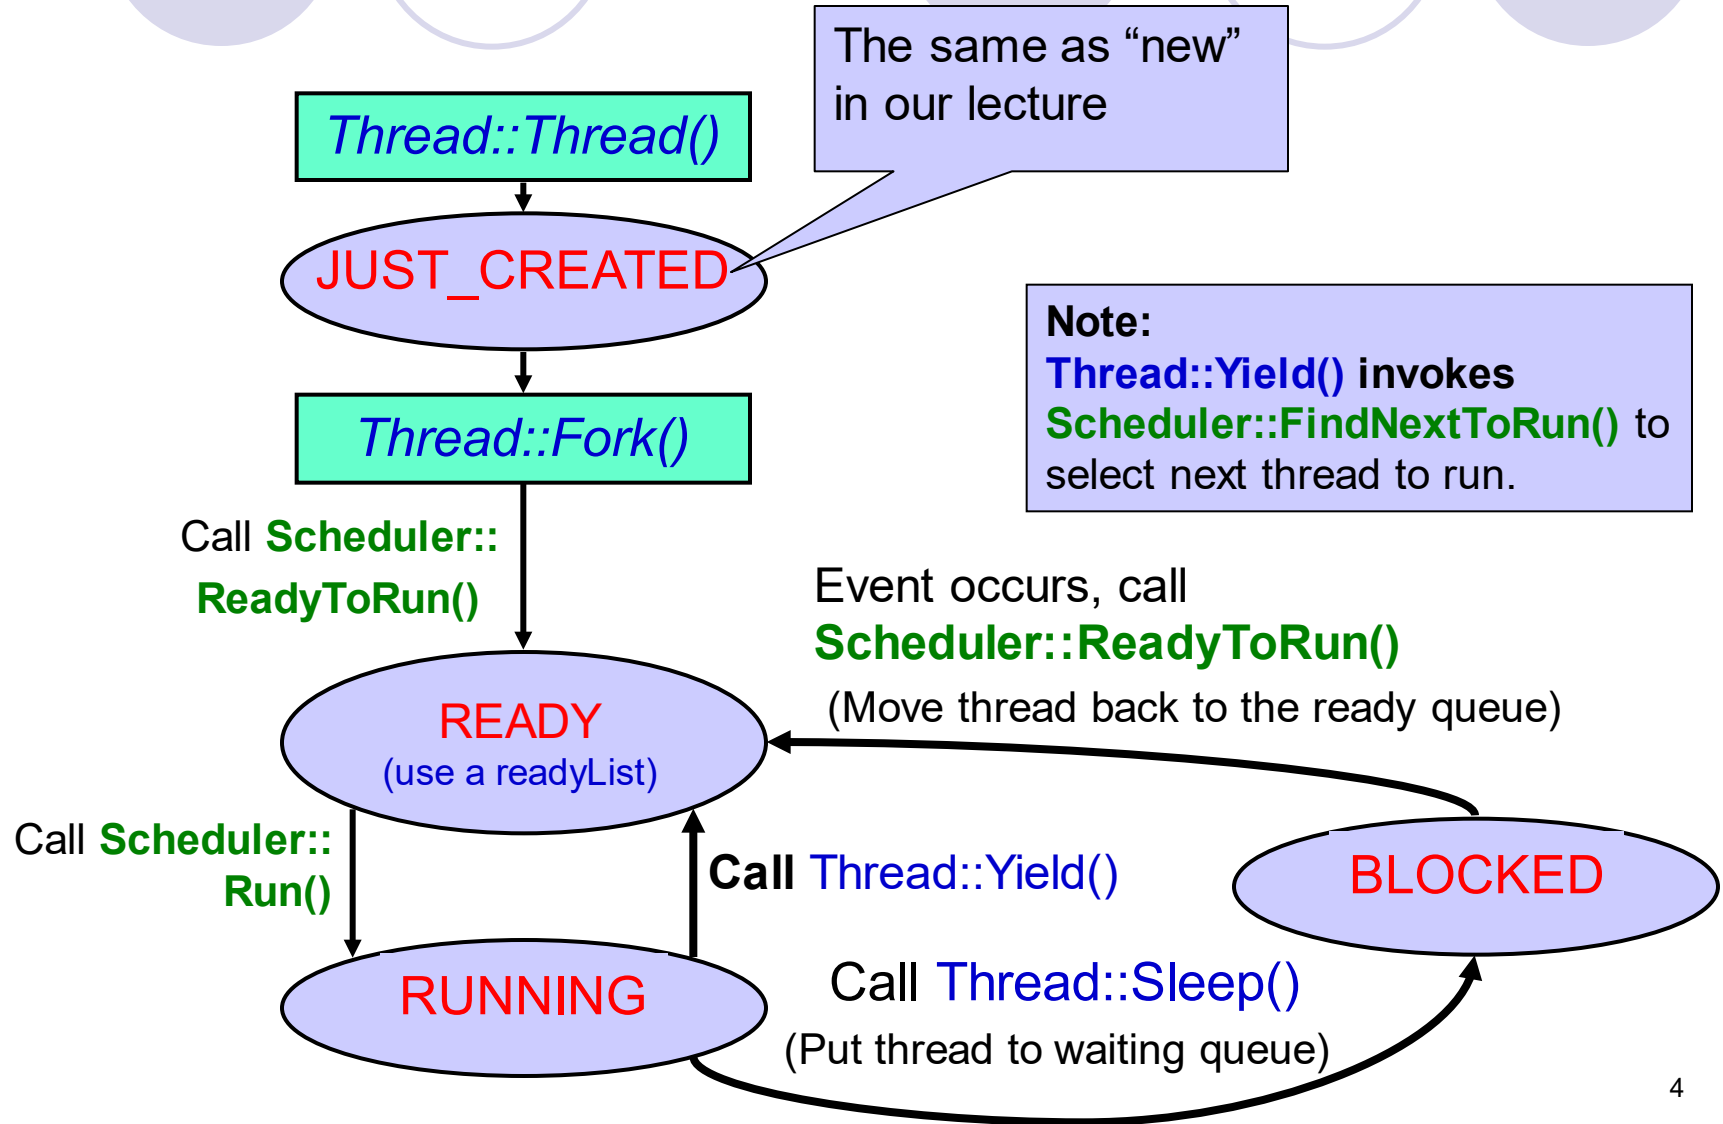 The same as “new”
in our lecture
Thread::Thread()
JUST_CREATED
Note:
Thread::Yield() invokes
Scheduler::FindNextToRun() to
select next thread to run.
Thread::Fork()
Call Scheduler::
ReadyToRun()
Event occurs, call
Scheduler::ReadyToRun()
(Move thread back to the ready queue)
READY
(use a readyList)
Call Scheduler::
Run()
Call Thread::Yield()
BLOCKED
RUNNING
Call Thread::Sleep()
(Put thread to waiting queue)
4